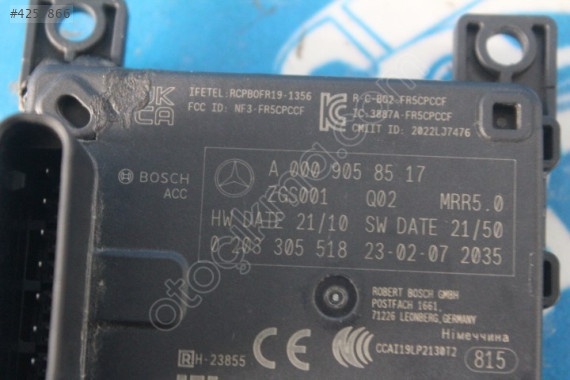 #4257866
UK
CA
IFETEL: RCPBOFR19-1356
FCC ID: NF3-FR5CPCCF
R-C-BO2-FR5CPCCF
IC-3887A-FR5CPCCF
CMIIT ID: 2022LJ7476
BOSCH
ACC
A 000 905 85 17
ZGS001 Q02 MRR5.0
HW DATE 21/10 SW DATE 21/50
0 203 305 518 23-02-07 2035
ROBERT BOSCH GMBH
POSTFACH 1661,
71226 LEONBERG, GERMANY
Німеччина
R H-23855
CE
CCAI19LP2130T2
815